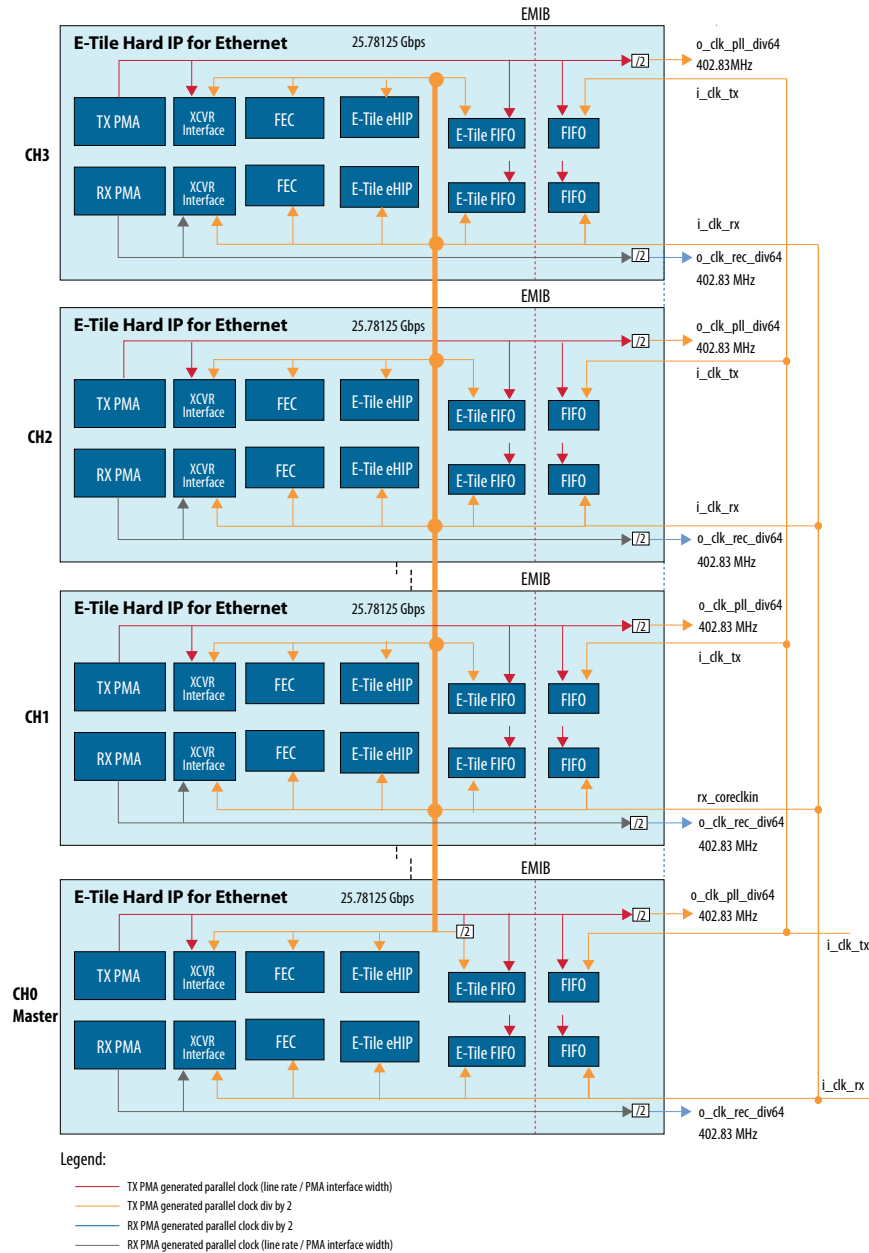 EMIB
E-Tile Hard IP for Ethernet 25.78125 Gbps
/2
o_clk_pll_div64
402.83MHz
i_clk_tx
TX PMA
XCVR
Interface
FEC
E-Tile eHIP
E-Tile FIFO
FIFO
CH3
RX PMA
XCVR
Interface
FEC
E-Tile eHIP
E-Tile FIFO
FIFO
i_clk_rx
/2
o_clk_rec_div64
402.83 MHz
EMIB
E-Tile Hard IP for Ethernet 25.78125 Gbps
/2
o_clk_pll_div64
402.83 MHz
i_clk_tx
TX PMA
XCVR
Interface
FEC
E-Tile eHIP
E-Tile FIFO
FIFO
CH2
RX PMA
XCVR
Interface
FEC
E-Tile eHIP
E-Tile FIFO
FIFO
i_clk_rx
/2
o_clk_rec_div64
402.83 MHz
EMIB
E-Tile Hard IP for Ethernet 25.78125 Gbps
/2
o_clk_pll_div64
402.83 MHz
i_clk_tx
TX PMA
XCVR
Interface
FEC
E-Tile eHIP
E-Tile FIFO
FIFO
CH1
RX PMA
XCVR
Interface
FEC
E-Tile eHIP
E-Tile FIFO
FIFO
rx_coreclkin
/2
o_clk_rec_div64
402.83 MHz
EMIB
E-Tile Hard IP for Ethernet 25.78125 Gbps
/2
o_clk_pll_div64
402.83 MHz
/2
i_clk_tx
TX PMA
XCVR
Interface
FEC
E-Tile eHIP
E-Tile FIFO
FIFO
CH0
Master
RX PMA
XCVR
Interface
FEC
E-Tile eHIP
E-Tile FIFO
FIFO
i_clk_rx
/2
o_clk_rec_div64
402.83 MHz
Legend:
TX PMA generated parallel clock (line rate / PMA interface width)
TX PMA generated parallel clock div by 2
RX PMA generated parallel clock div by 2
RX PMA generated parallel clock (line rate / PMA interface width)